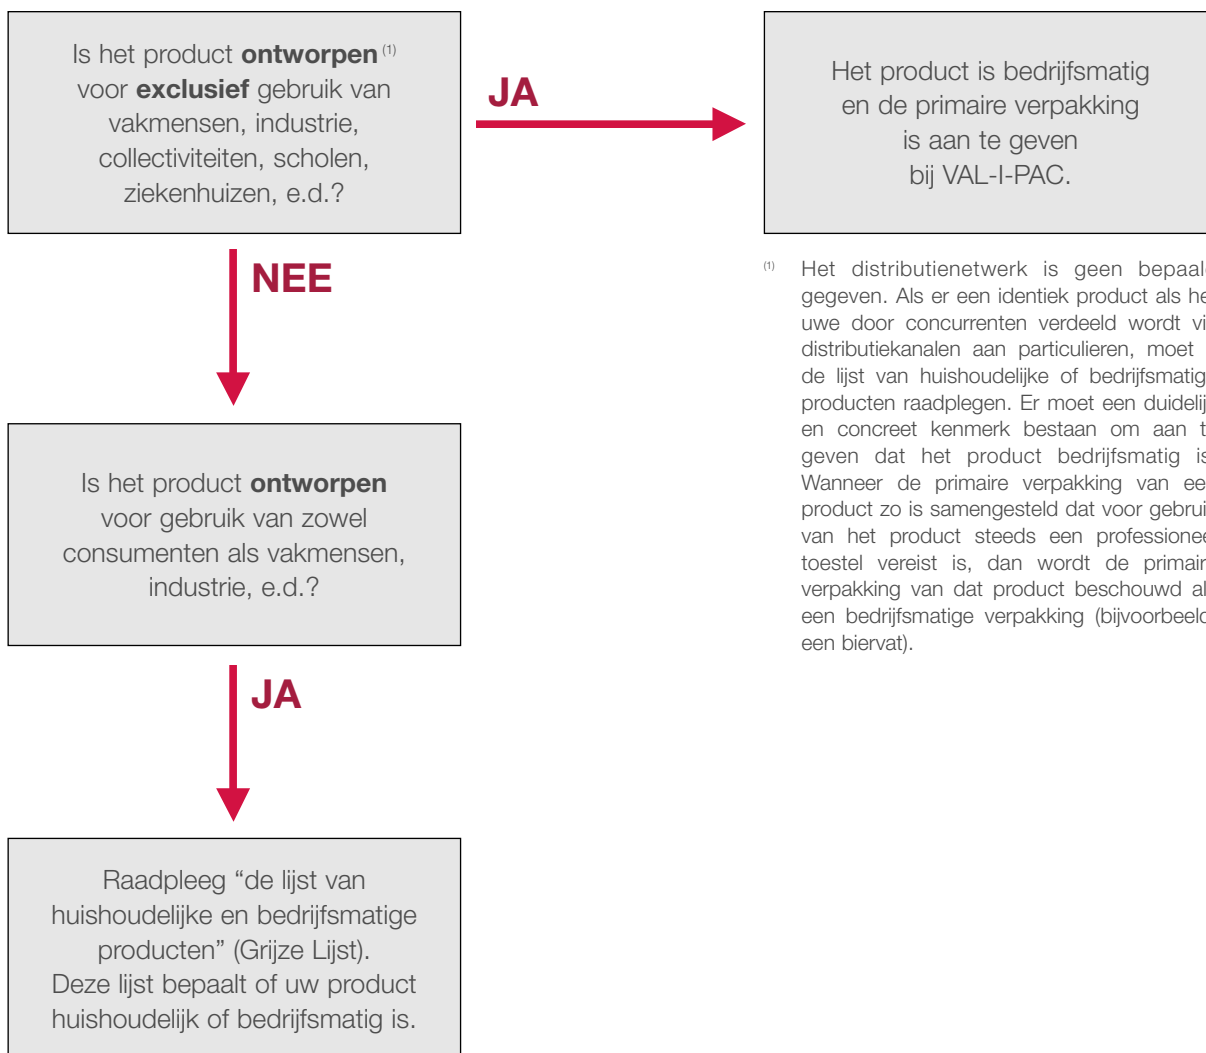 Is het product ontworpen (1)
voor exclusief gebruik van
vakmensen, industrie,
collectiviteiten, scholen,
ziekenhuizen, e.d.?
JA
Het product is bedrijfsmatig
en de primaire verpakking
is aan te geven
bij VAL-I-PAC.
NEE
(1) Het distributienetwerk is geen
gegeven. Als er een identiek product als
uwe door concurrenten verdeeld wordt
distributiekanalen aan particulieren, moet
de lijst van huishoudelijke of
producten raadplegen. Er moet een
en concreet kenmerk bestaan om aan
geven dat het product bedrijfsmatig
Wanneer de primaire verpakking van
product zo is samengesteld dat voor
van het product steeds een
toestel vereist is, dan wordt de
verpakking van dat product beschouwd
een bedrijfsmatige verpakking
een biervat).
Is het product ontworpen
voor gebruik van zowel
consumenten als vakmensen,
industrie, e.d.?
JA
Raadpleeg “de lijst van
huishoudelijke en bedrijfsmatige
producten” (Grijze Lijst).
Deze lijst bepaalt of uw product
huishoudelijk of bedrijfsmatig is.